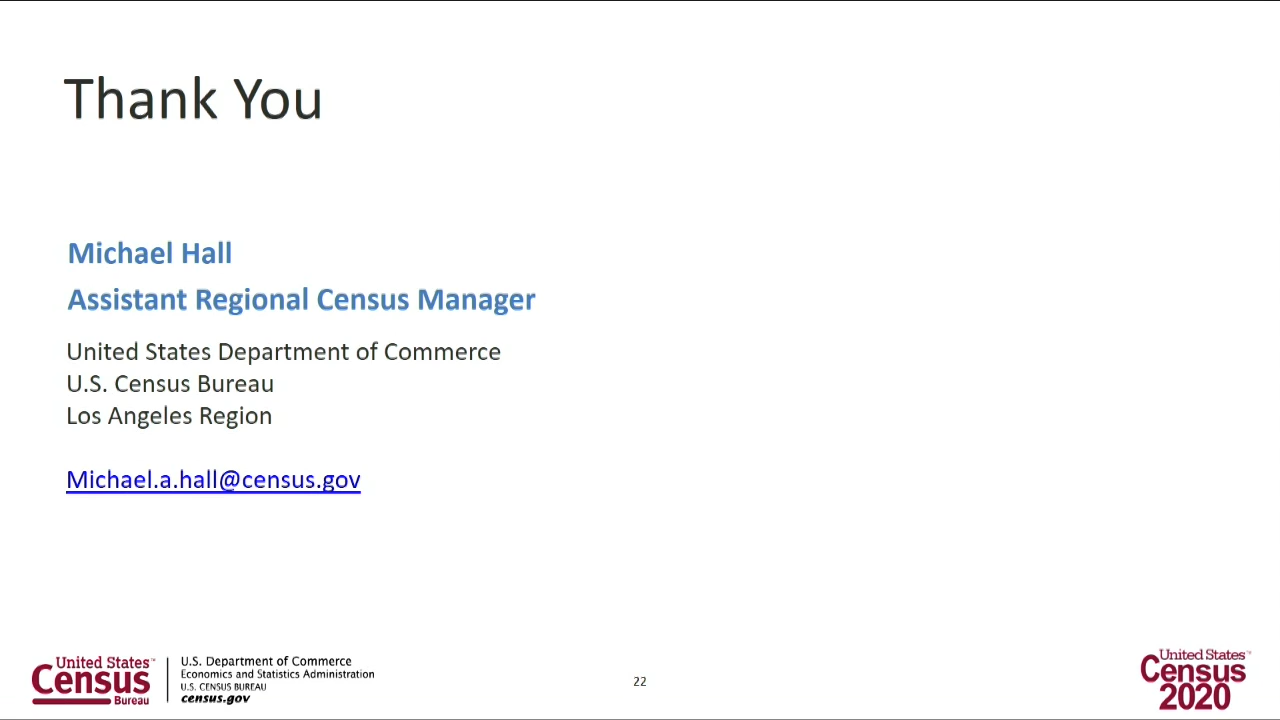 Thank You
Michael Hall
Assistant Regional Census Manager
United States Department of Commerce
U.S. Census Bureau
Los Angeles Region
Michael.a.hall@census.gov
United States™
Census
Bureau
U.S. Department of Commerce
Economics and Statistics Administration
U.S. CENSUS BUREAU
census.gov
22
United States™
Census
2020